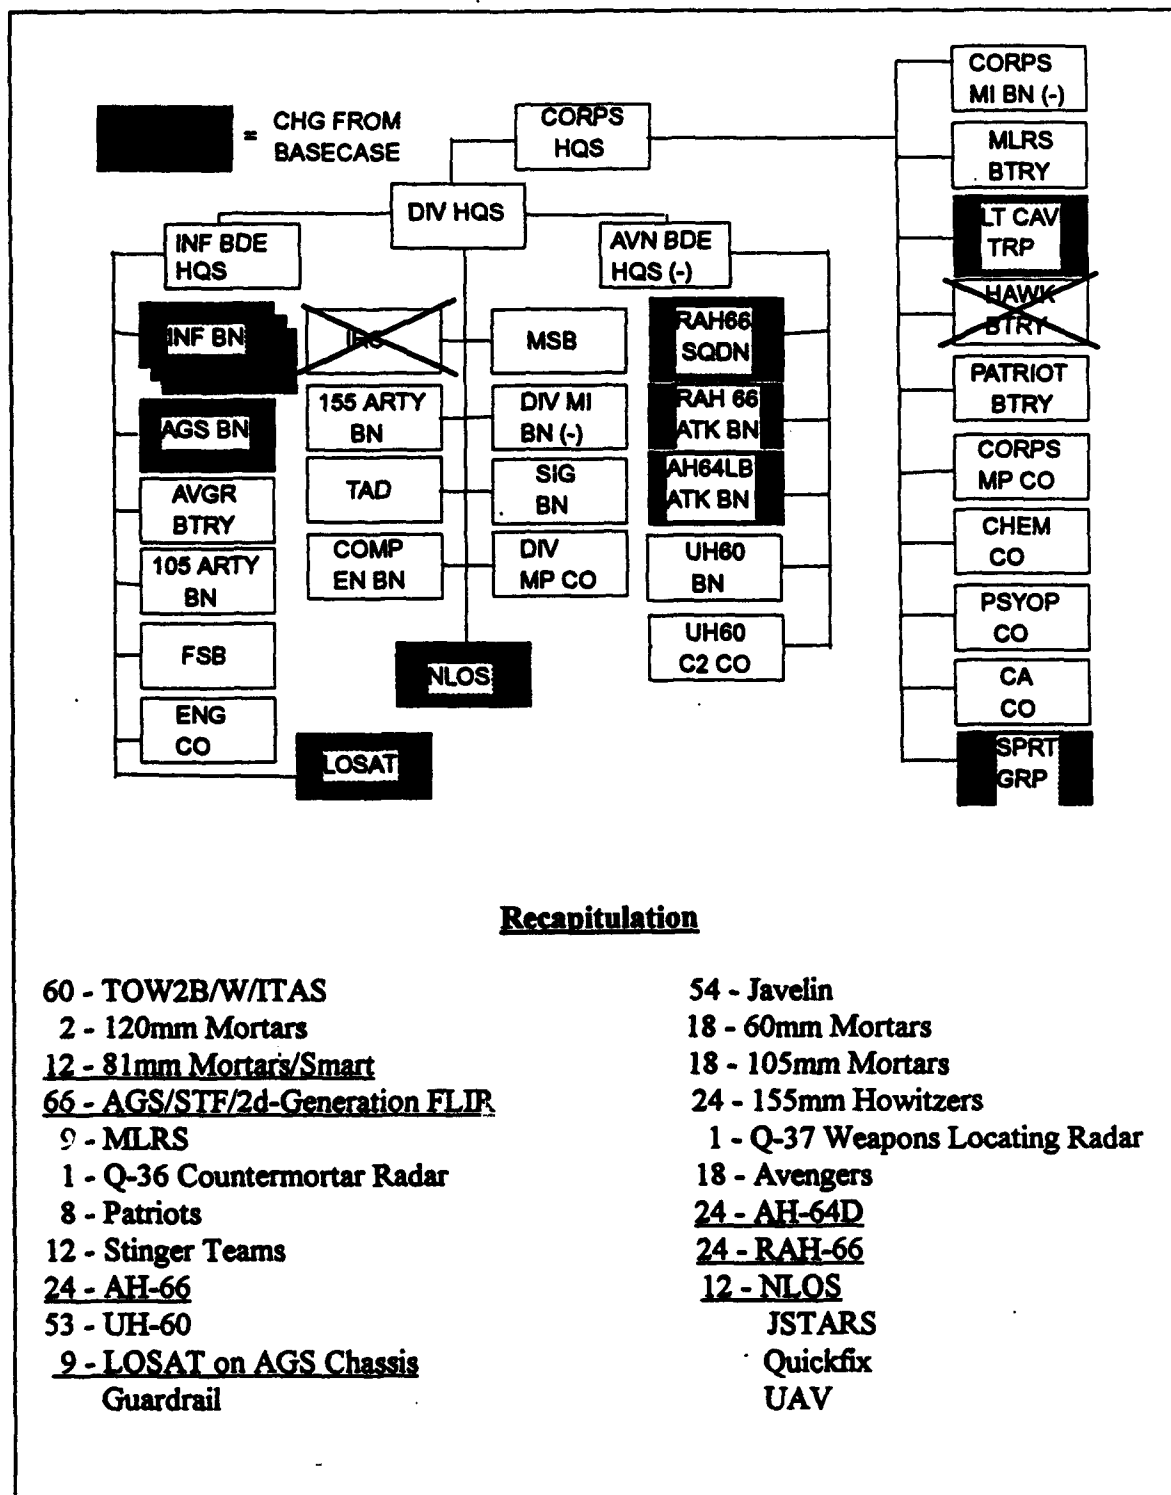 = CHG FROM
BASECASE
CORPS
HQS
DIV HQS
INF BDE
HQS
AVN BDE
HQS (-)
INF BN
AGS BN
AVGR
BTRY
105 ARTY
BN
FSB
ENG
CO
LOSAT
155 ARTY
BN
TAD
COMP
EN BN
MSB
DIV MI
BN (-)
SIG
BN
DIV
MP CO
NLOS
RAH66
SQDN
RAH 66
ATK BN
AH64LB
ATK BN
UH60
BN
UH60
C2 CO
CORPS
MI BN (-)
MLRS
BTRY
LT CAV
TRP
HAWK
BTRY
PATRIOT
BTRY
CORPS
MP CO
CHEM
CO
PSYOP
CO
CA
CO
SPRT
GRP
Recapitulation
60 - TOW2B/W/ITAS
2 - 120mm Mortars
12 - 81mm Mortars/Smart
66 - AGS/STF/2d-Generation FLIR
9 - MLRS
1 - Q-36 Countermortar Radar
8 - Patriots
12 - Stinger Teams
24 - AH-66
53 - UH-60
9 - LOSAT on AGS Chassis
Guardrail
54 - Javelin
18 - 60mm Mortars
18 - 105mm Mortars
24 - 155mm Howitzers
1 - Q-37 Weapons Locating Radar
18 - Avengers
24 - AH-64D
24 - RAH-66
12 - NLOS
JSTARS
Quickfix
UAV